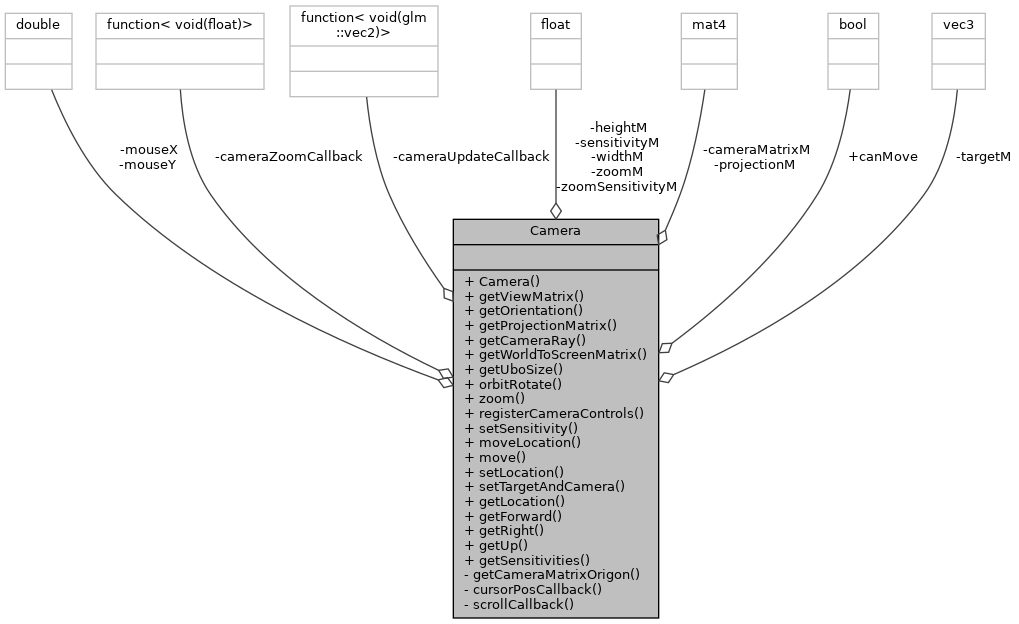 double
function< void(float)>
function< void(glm
::vec2)>
float
mat4
bool
vec3
-mouseX
-mouseY
-cameraZoomCallback
-cameraUpdateCallback
-heightM
-sensitivityM
-widthM
-zoomM
-zoomSensitivityM
-cameraMatrixM
-projectionM
+canMove
-targetM
Camera
+ Camera()
+ getViewMatrix()
+ getOrientation()
+ getProjectionMatrix()
+ getCameraRay()
+ getWorldToScreenMatrix()
+ getUboSize()
+ orbitRotate()
+ zoom()
+ registerCameraControls()
+ setSensitivity()
+ moveLocation()
+ move()
+ setLocation()
+ setTargetAndCamera()
+ getLocation()
+ getForward()
+ getRight()
+ getUp()
+ getSensitivities()
- getCameraMatrixOrigon()
- cursorPosCallback()
- scrollCallback()